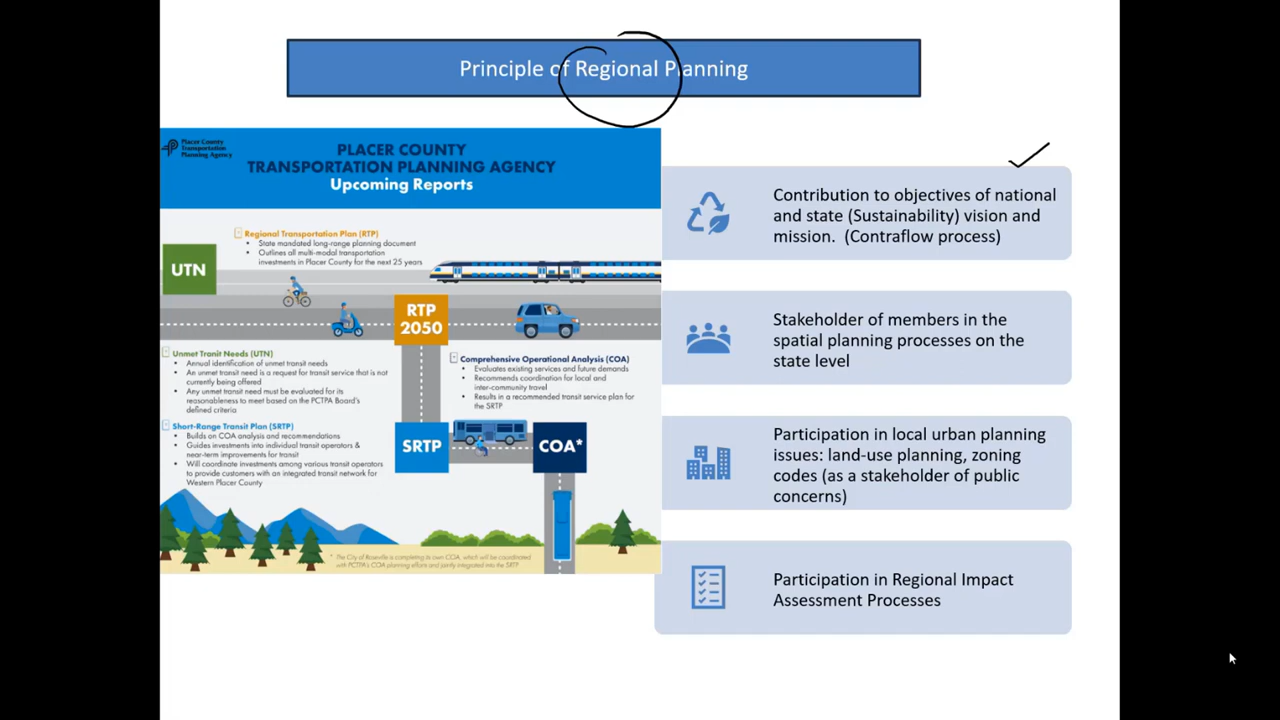 Principle of Regional Planning
Placer County
Transportation
Planning Agency
PLACER COUNTY
TRANSPORTATION PLANNING AGENCY
Upcoming Reports
UTN
Regional Transportation Plan (RTP)
• State mandated long-range planning document
• Outlines all multi-modal transportation
investments in Placer County for the next 25 years
RTP
2050
Unmet Tranit Needs (UTN)
• Annual identification of unmet transit needs
• An unmet transit need is a request for transit service that is not
currently being offered
• Any unmet transit need must be evaluated for its
reasonableness to meet based on the PCTPA Board's
defined criteria
Comprehensive Operational Analysis (COA)
• Evaluates existing services and future demands
• Recommends coordination for local and
inter-community travel
• Results in a recommended transit service plan for
the SRTP
Short-Range Transit Plan (SRTP)
• Builds on COA analysis and recommendations
• Guides investments into individual transit operators &
near-term improvements for transit
• Will coordinate investments among various transit operators
to provide customers with an integrated transit network for
Western Placer County
SRTP
COA*
* The City of Roseville is completing its own COA, which will be coordinated
with PCTPA's COA planning efforts and jointly integrated into the SRTP
Contribution to objectives of national
and state (Sustainability) vision and
mission. (Contraflow process)
Stakeholder of members in the
spatial planning processes on the
state level
Participation in local urban planning
issues: land-use planning, zoning
codes (as a stakeholder of public
concerns)
Participation in Regional Impact
Assessment Processes